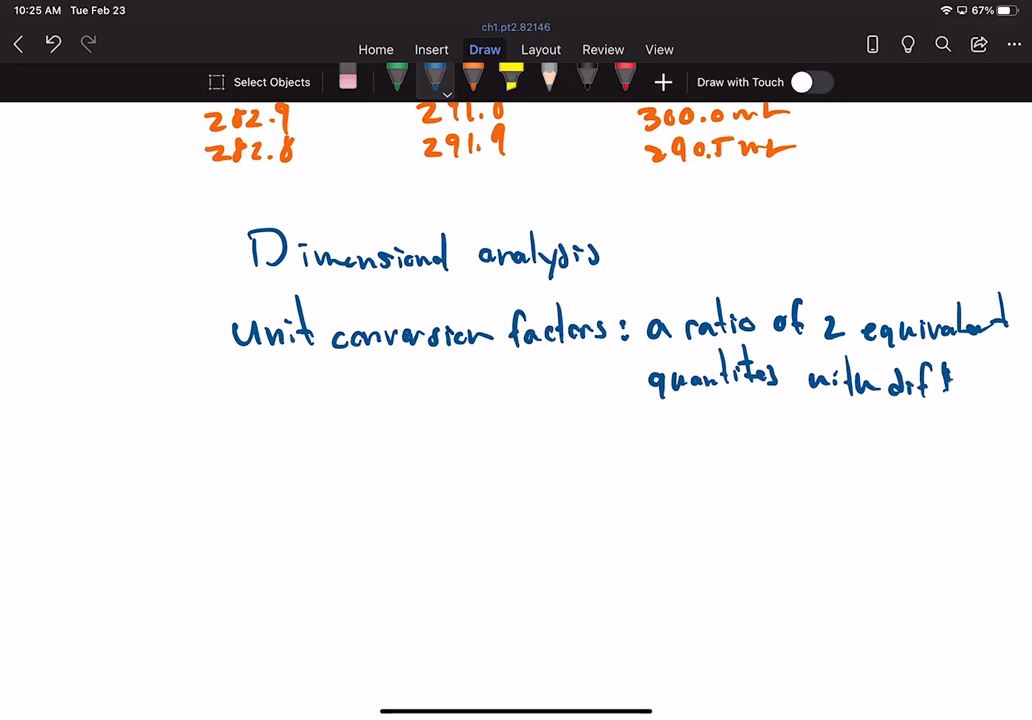 10:25 AM Tue Feb 23
67%
ch1.pt2.82146
Home Insert Draw Layout Review View
Select Objects
Draw with Touch
282.9 291.0 300.0 mL
282.8 291.9 290.5 mL
Dimensional analysis
Unit conversion factors: a ratio of 2 equivalent
quantites with dif